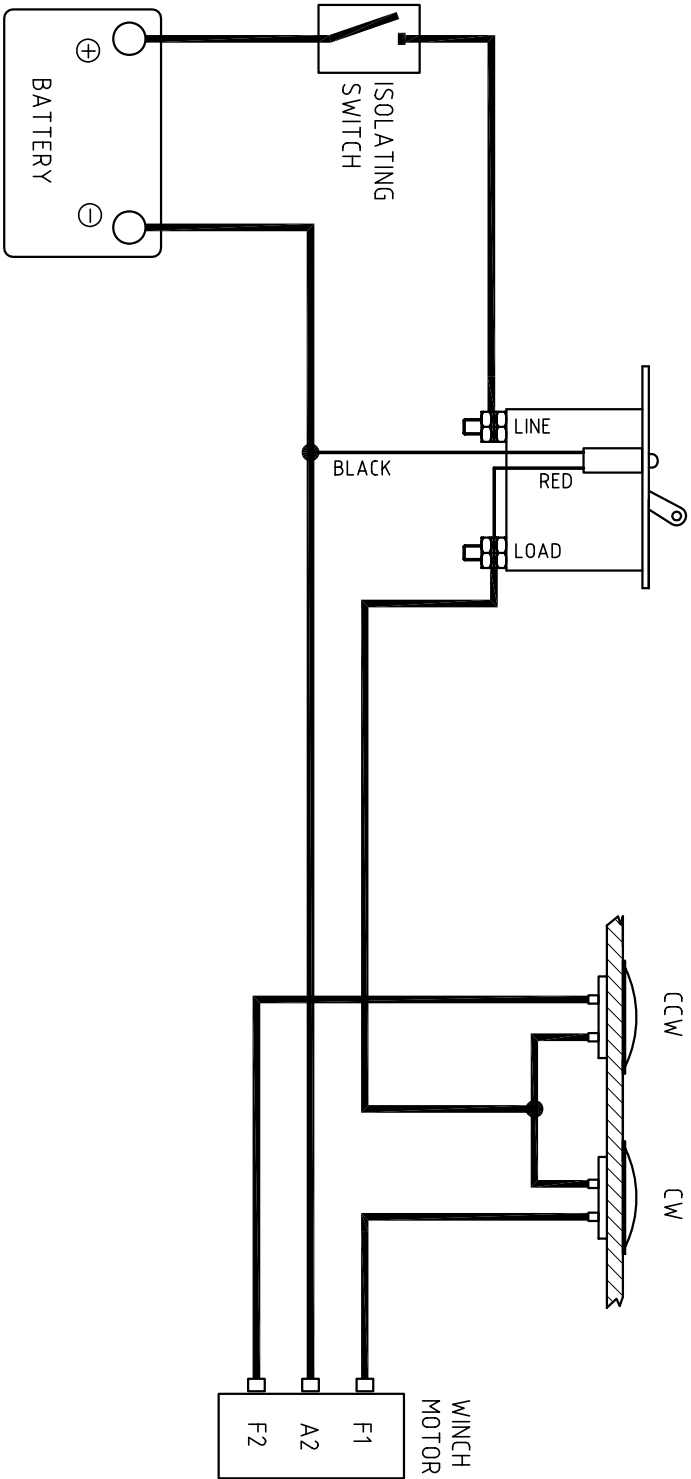 BATTERY
+
−
ISOLATING
SWITCH
LINE
BLACK
RED
LOAD
CCW
CW
WINCH
MOTOR
F1
A2
F2